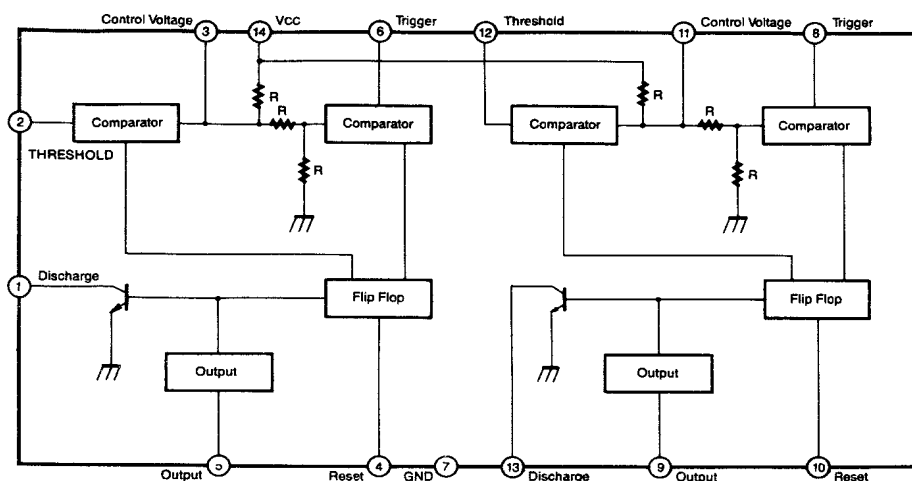 Control Voltage Vcc Trigger Threshold Control Voltage Trigger
3 14 6 12 11 8
R R
R R
2 Comparator Comparator Comparator Comparator
THRESHOLD
R R
1 Discharge
Flip Flop Flip Flop
Output Output
5 4 7 13 9 10
Output Reset GND Discharge Output Reset